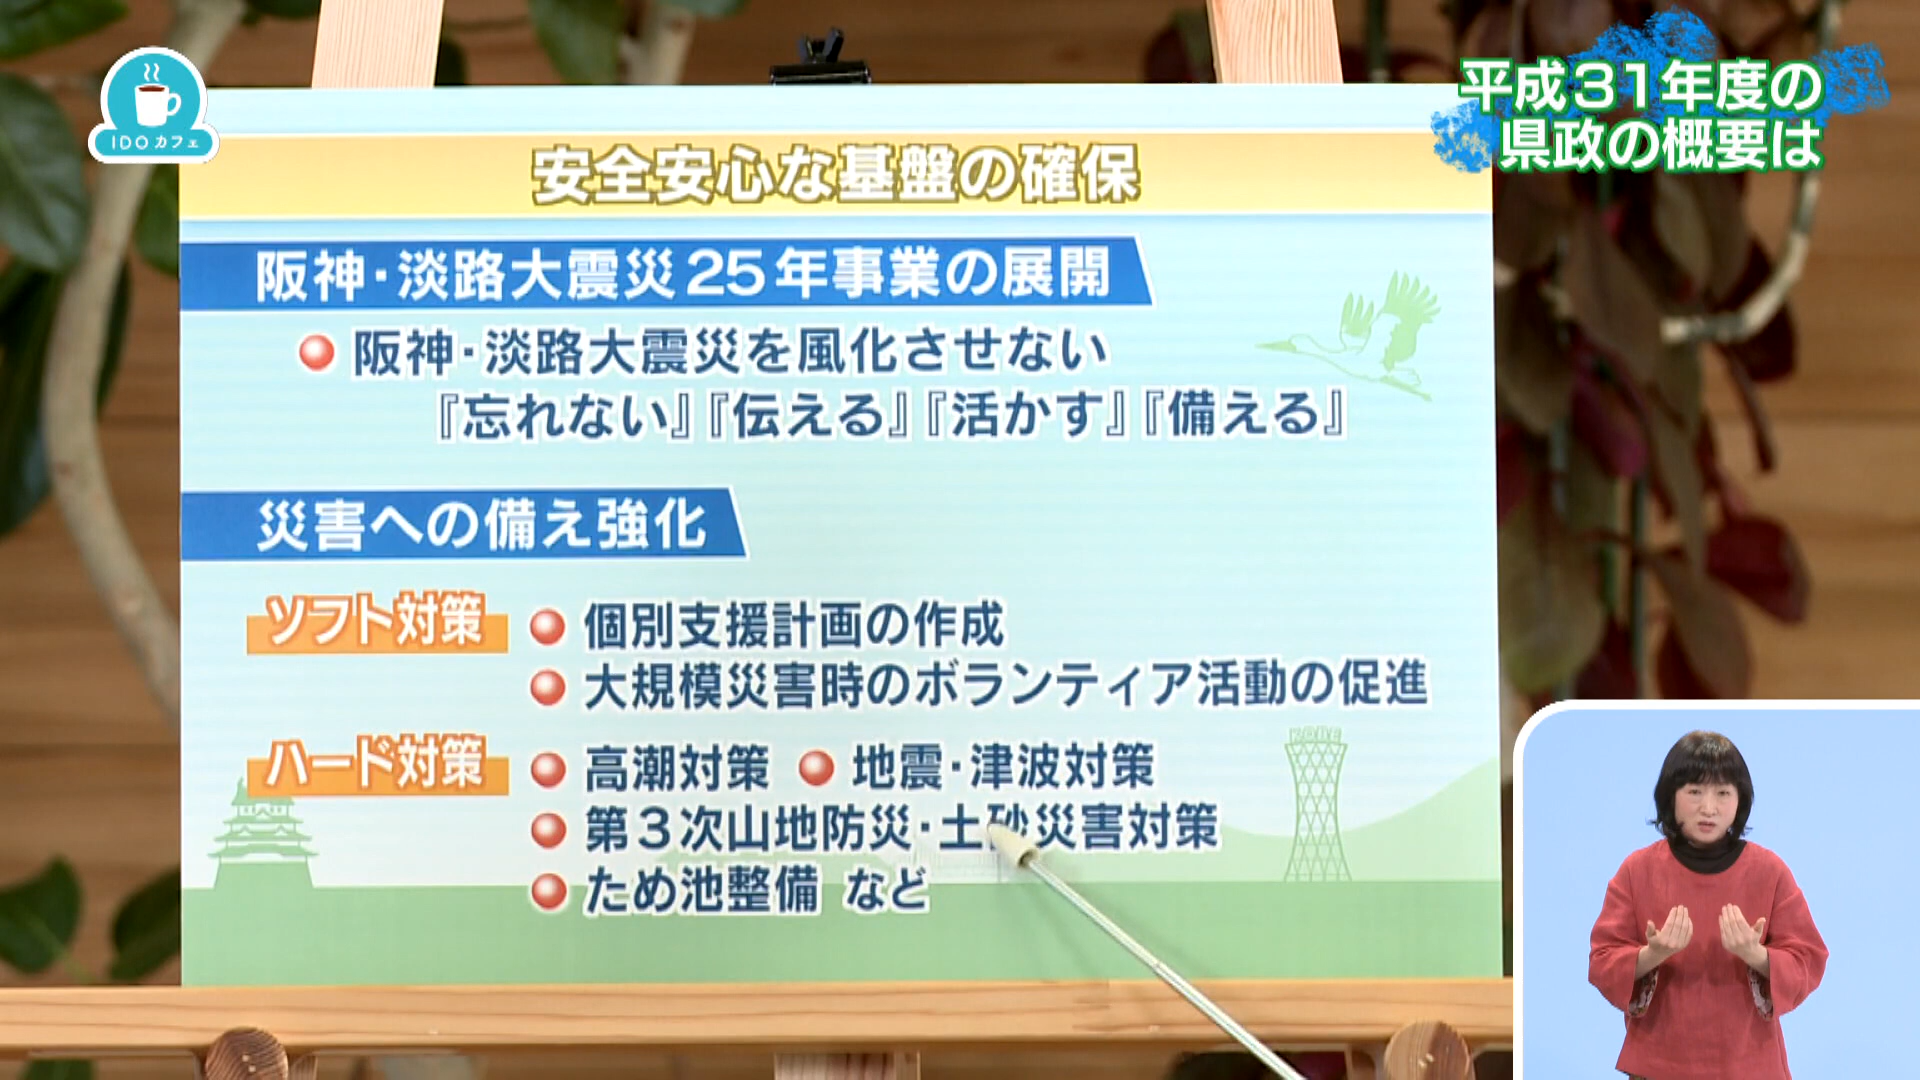 IDOカフェ
平成31年度の
県政の概要は
安全安心な基盤の確保
阪神・淡路大震災25年事業の展開
阪神・淡路大震災を風化させない
『忘れない』『伝える』『活かす』『備える』
災害への備え強化
ソフト対策
個別支援計画の作成
大規模災害時のボランティア活動の促進
ハード対策
高潮対策 地震・津波対策
第3次山地防災・土砂災害対策
ため池整備 など
KOBE